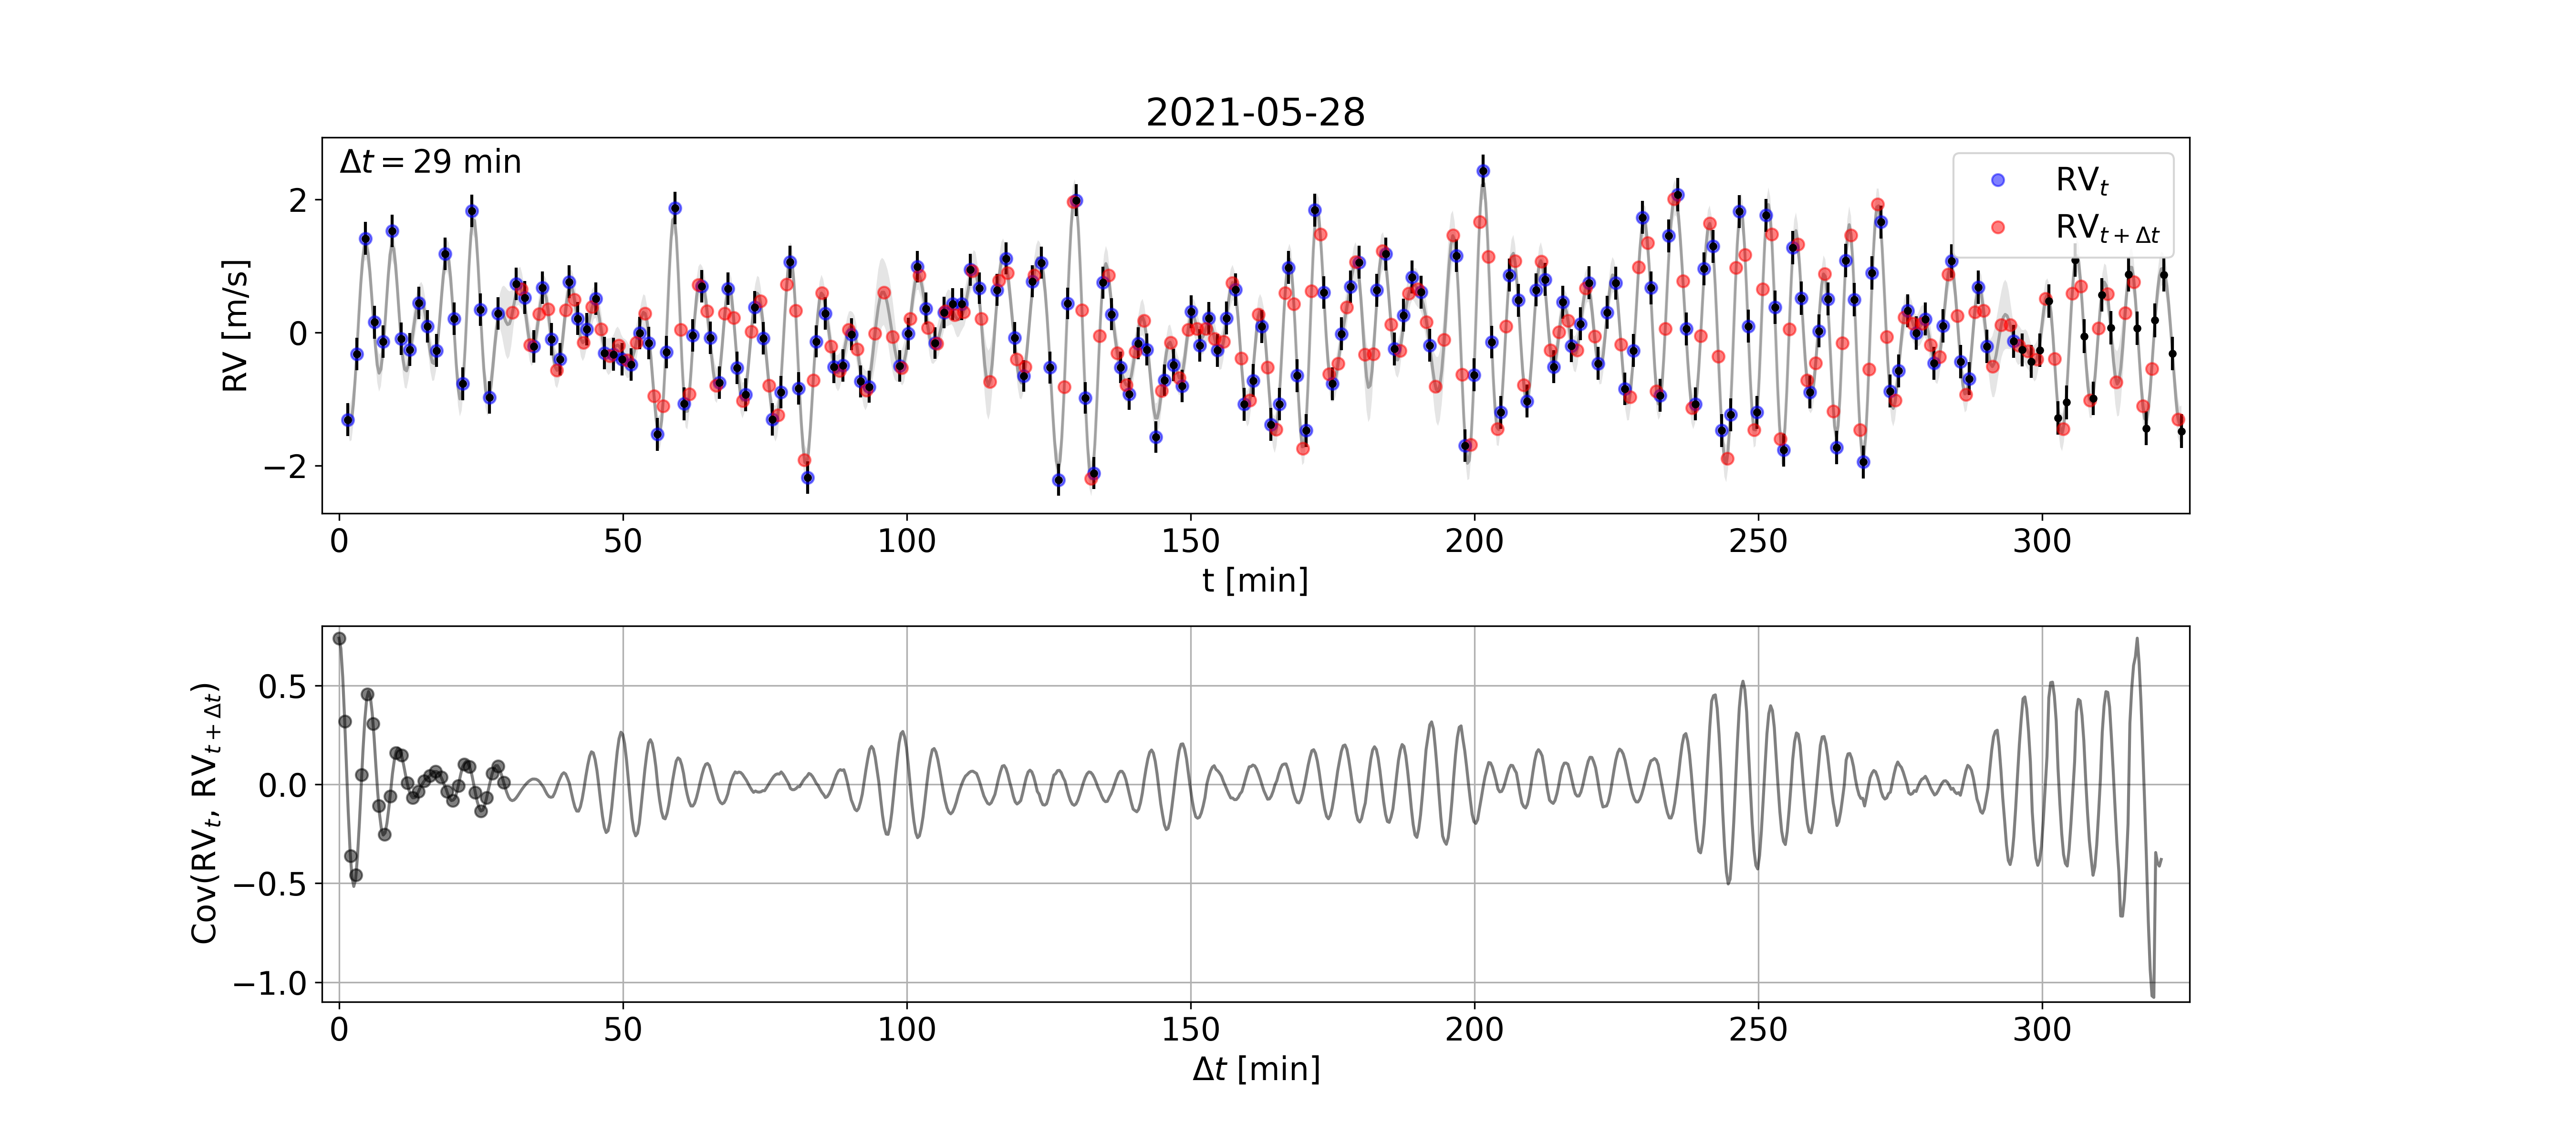 2021-05-28
Δt = 29 min
RV_t
RV_{t+Δt}
RV [m/s]
2
0
−2
0 50 100 150 200 250 300
t [min]
Cov(RV_t, RV_{t+Δt})
0.5
0.0
−0.5
−1.0
0 50 100 150 200 250 300
Δt [min]